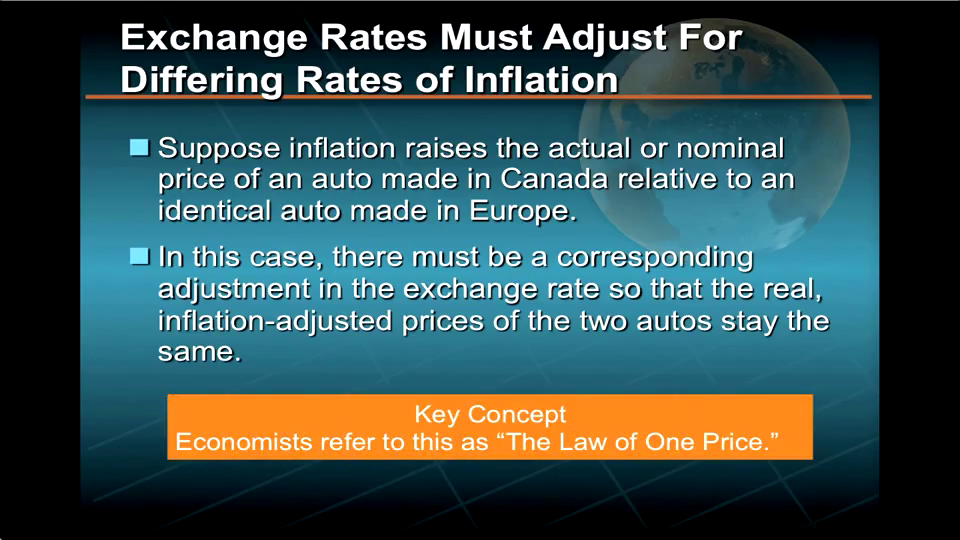 Exchange Rates Must Adjust For
Differing Rates of Inflation
Suppose inflation raises the actual or nominal
price of an auto made in Canada relative to an
identical auto made in Europe.
In this case, there must be a corresponding
adjustment in the exchange rate so that the real,
inflation-adjusted prices of the two autos stay the
same.
Key Concept
Economists refer to this as “The Law of One Price.”